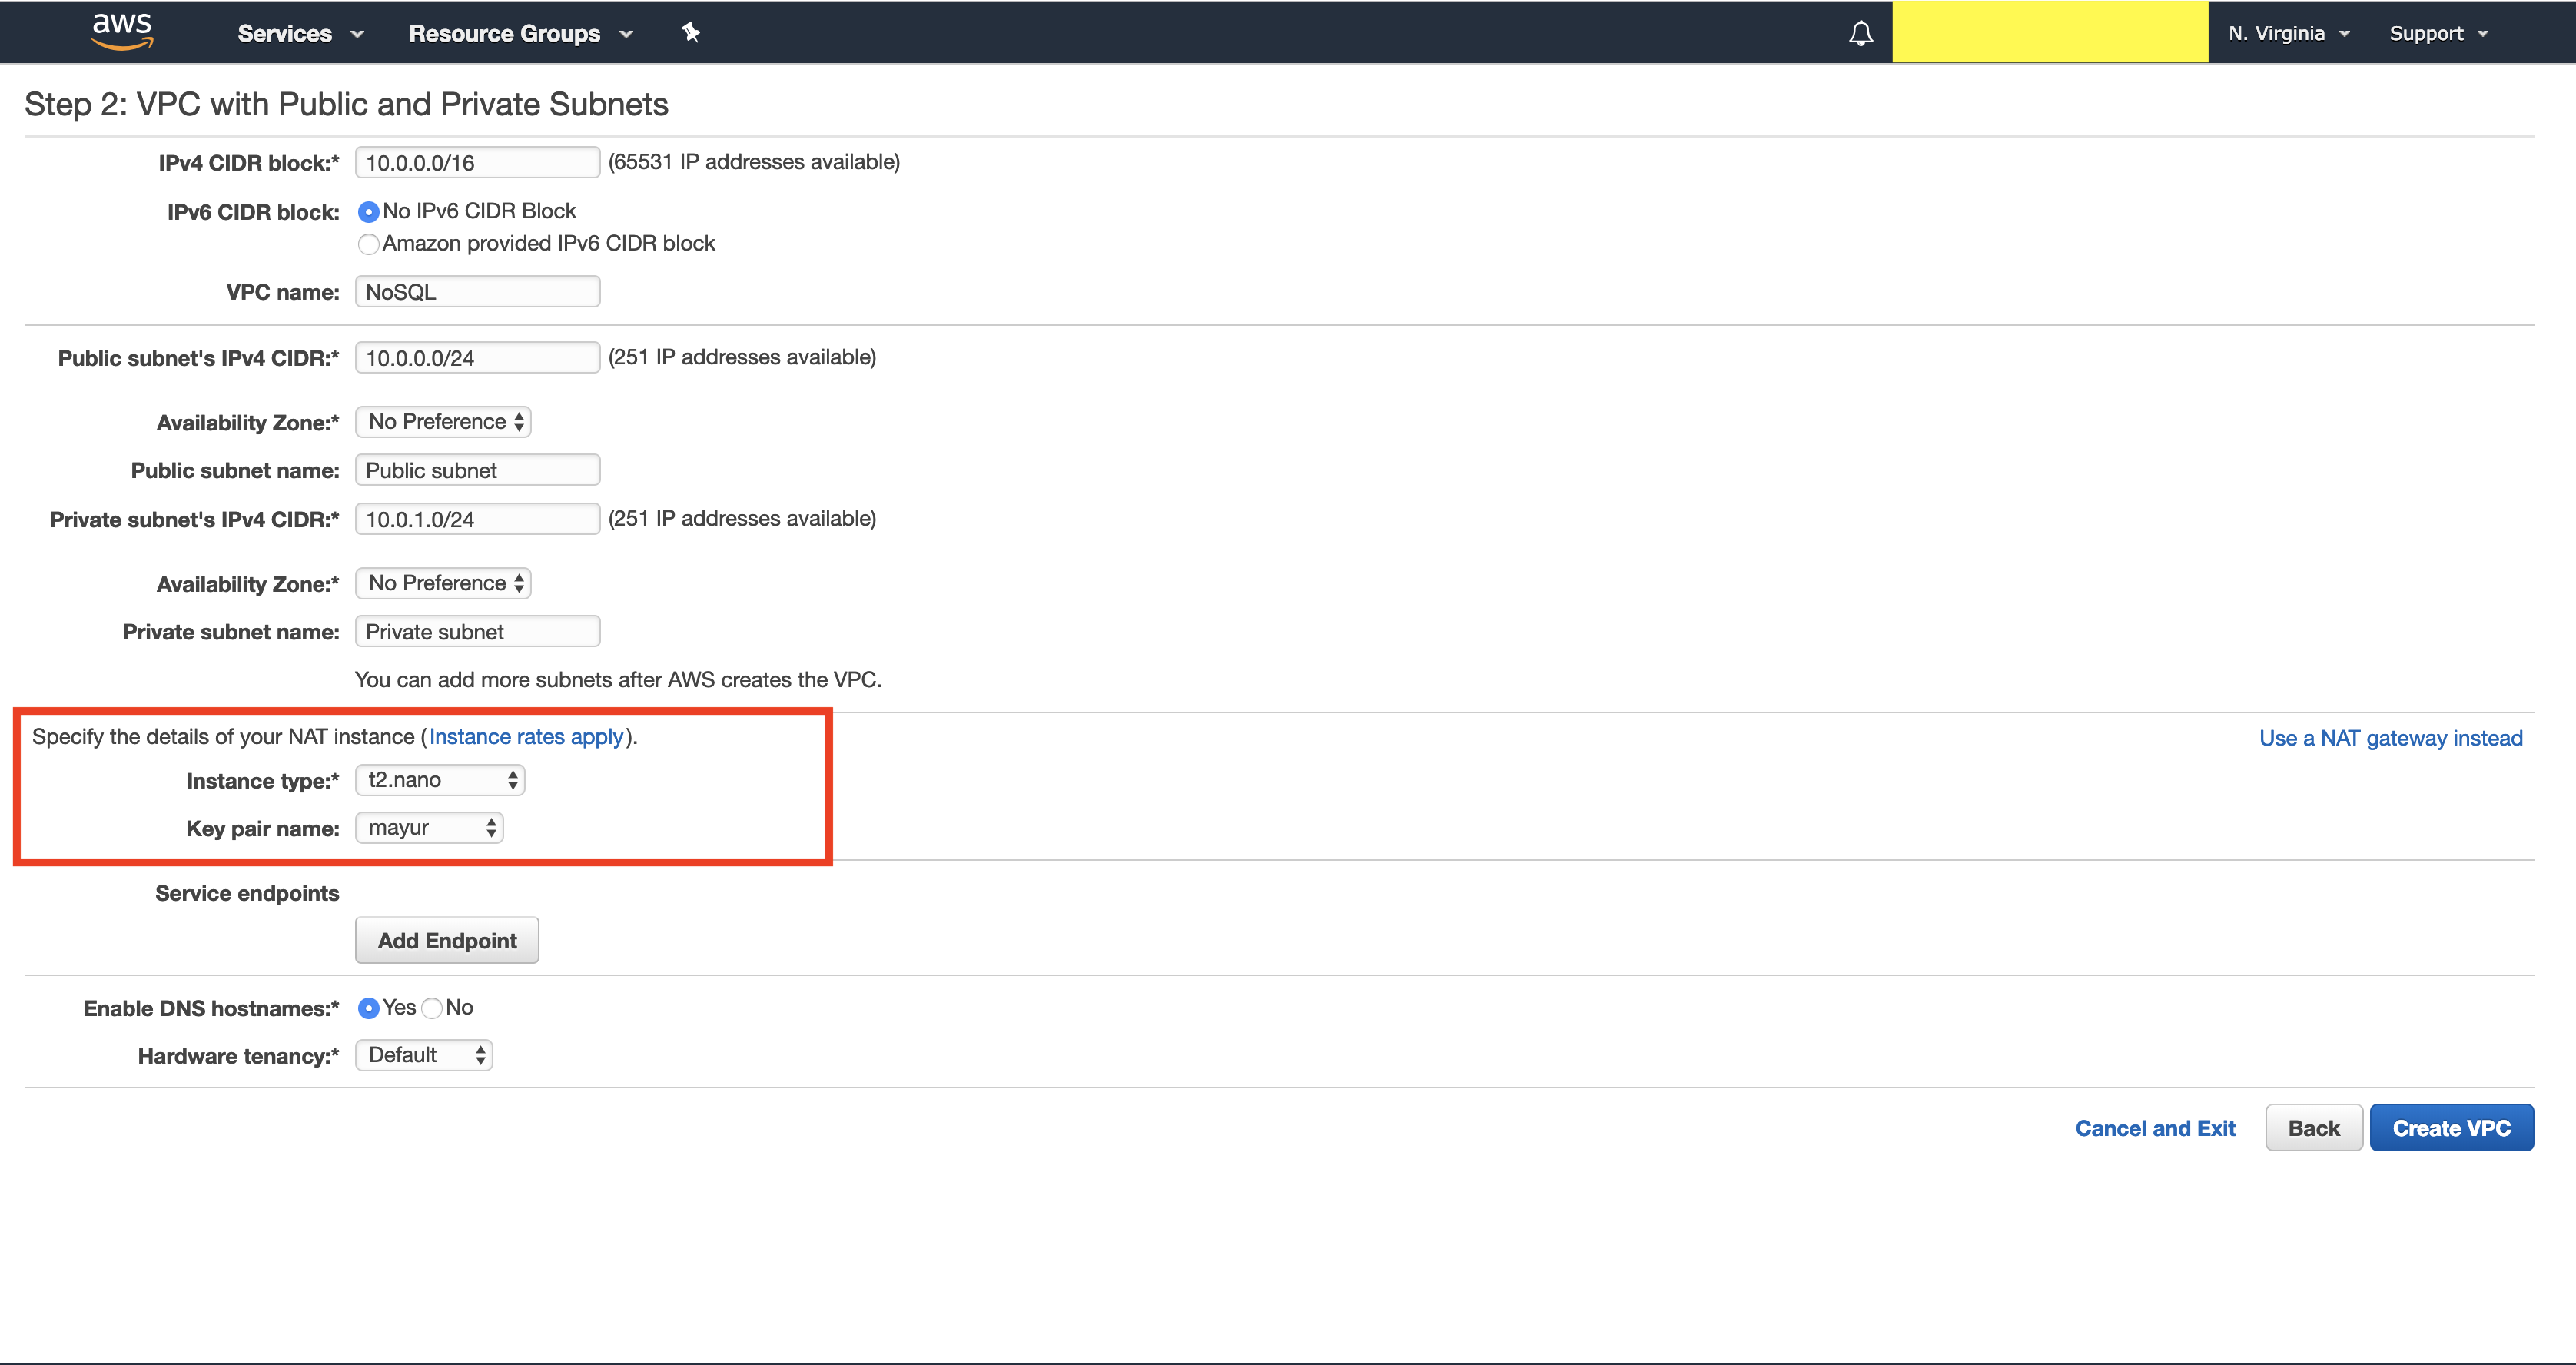 aws Services Resource Groups N. Virginia Support
Step 2: VPC with Public and Private Subnets
IPv4 CIDR block:* 10.0.0.0/16 (65531 IP addresses available)
IPv6 CIDR block: No IPv6 CIDR Block
Amazon provided IPv6 CIDR block
VPC name: NoSQL
Public subnet's IPv4 CIDR:* 10.0.0.0/24 (251 IP addresses available)
Availability Zone:* No Preference
Public subnet name: Public subnet
Private subnet's IPv4 CIDR:* 10.0.1.0/24 (251 IP addresses available)
Availability Zone:* No Preference
Private subnet name: Private subnet
You can add more subnets after AWS creates the VPC.
Specify the details of your NAT instance (Instance rates apply). Use a NAT gateway instead
Instance type:* t2.nano
Key pair name: mayur
Service endpoints
Add Endpoint
Enable DNS hostnames:* Yes No
Hardware tenancy:* Default
Cancel and Exit Back Create VPC